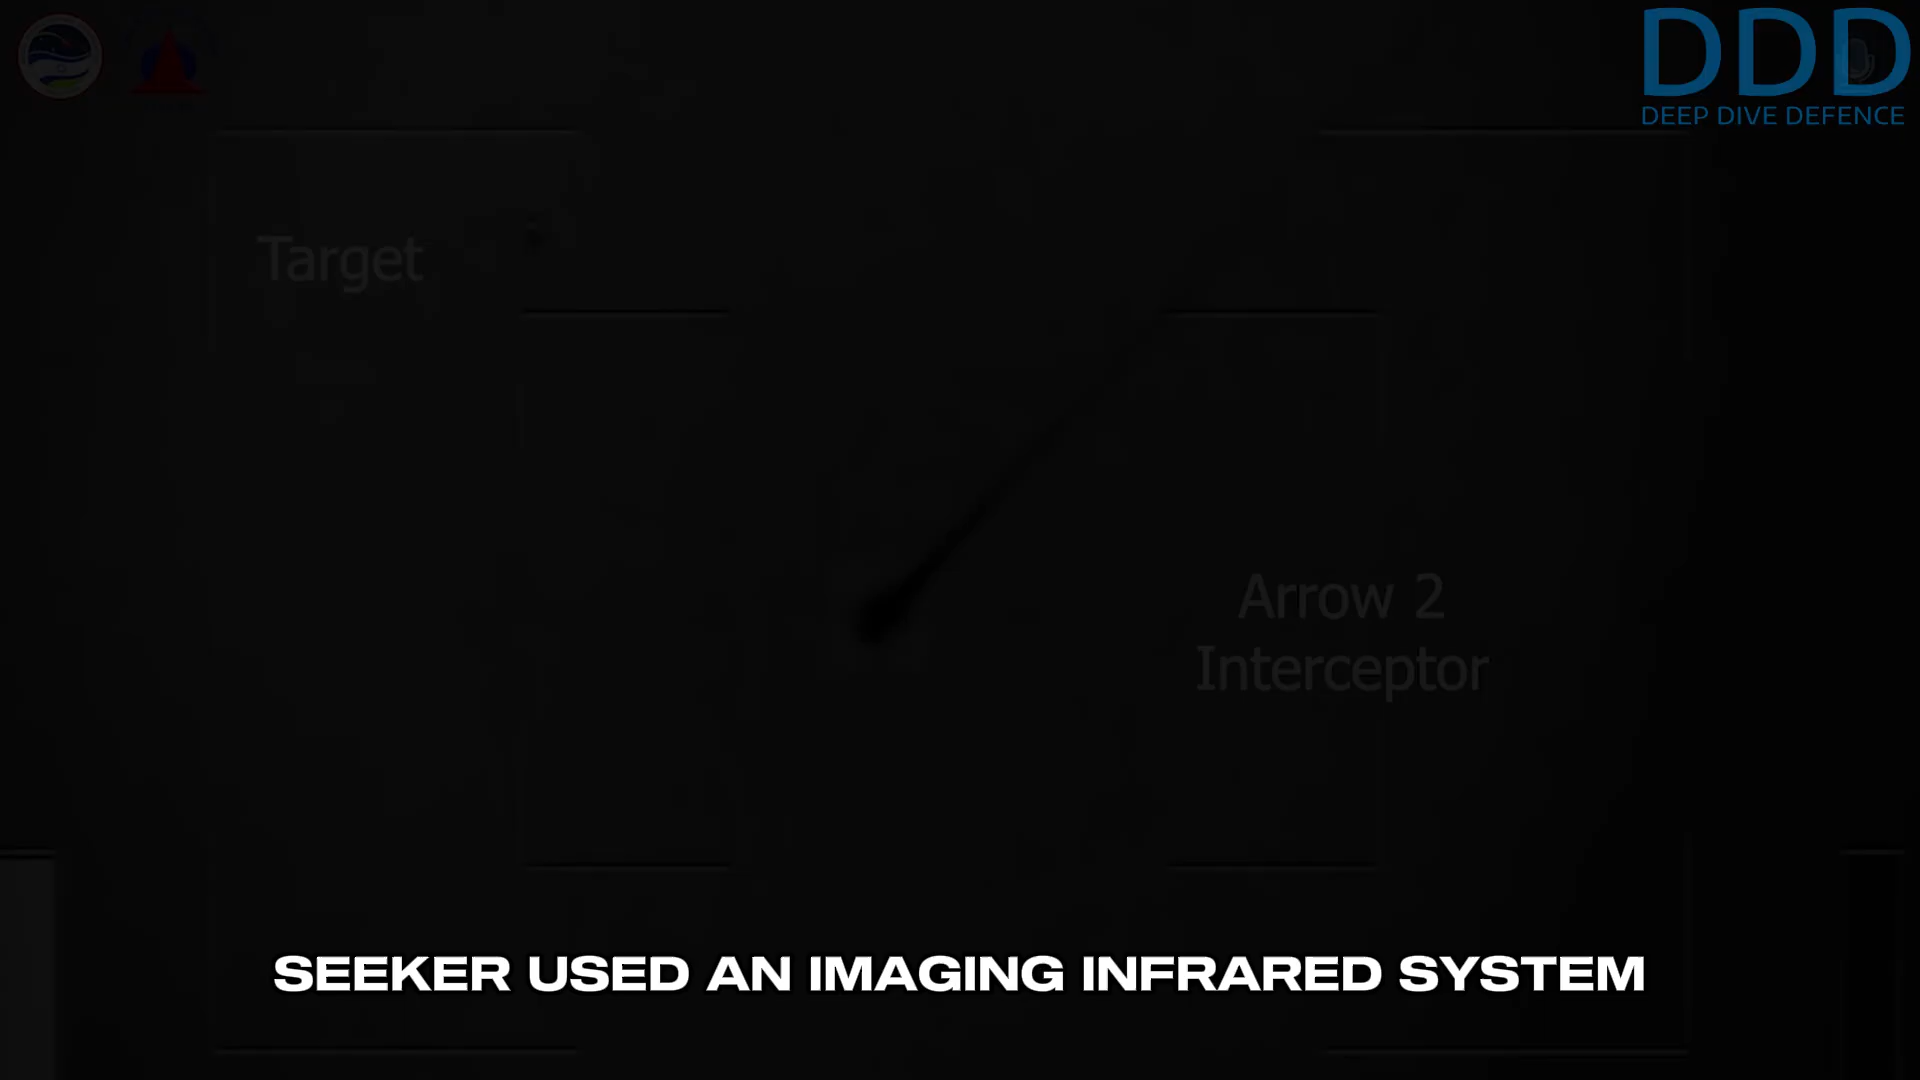 DDD
DEEP DIVE DEFENCE
Target
Arrow 2
Interceptor
SEEKER USED AN IMAGING INFRARED SYSTEM